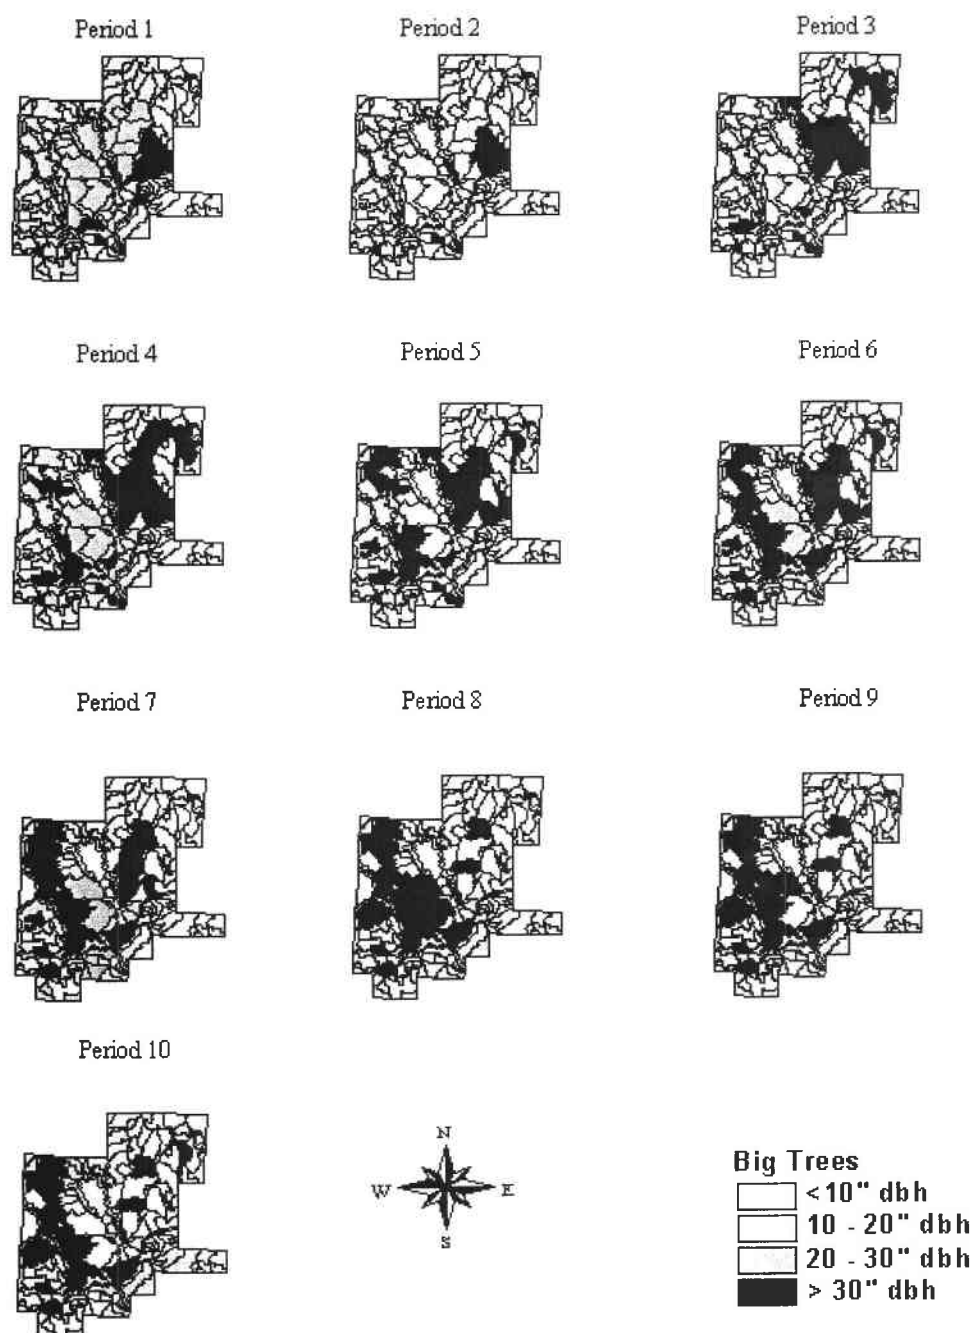 Period 1
Period 2
Period 3
Period 4
Period 5
Period 6
Period 7
Period 8
Period 9
Period 10
N
W E
S
Big Trees
<10" dbh
10 - 20" dbh
20 - 30" dbh
> 30" dbh